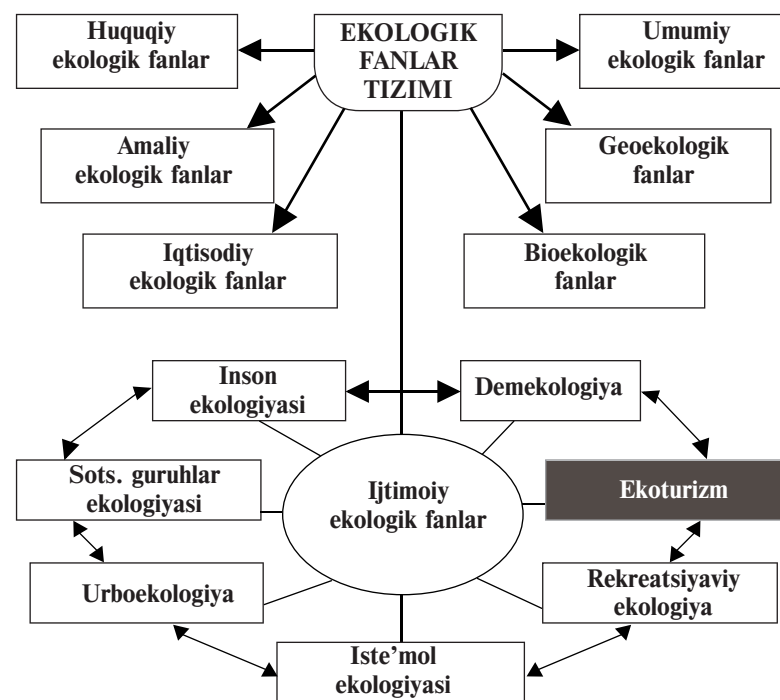 Huquqiy
ekologik fanlar
EKOLOGIK
FANLAR
TIZIMI
Umumiy
ekologik fanlar
Amaliy
ekologik fanlar
Geoekologik
fanlar
Iqtisodiy
ekologik fanlar
Bioekologik
fanlar
Inson
ekologiyasi
Demekologiya
Sots. guruhlar
ekologiyasi
Ijtimoiy
ekologik fanlar
Ekoturizm
Urboekologiya
Rekreatsiyaviy
ekologiya
Iste’mol
ekologiyasi